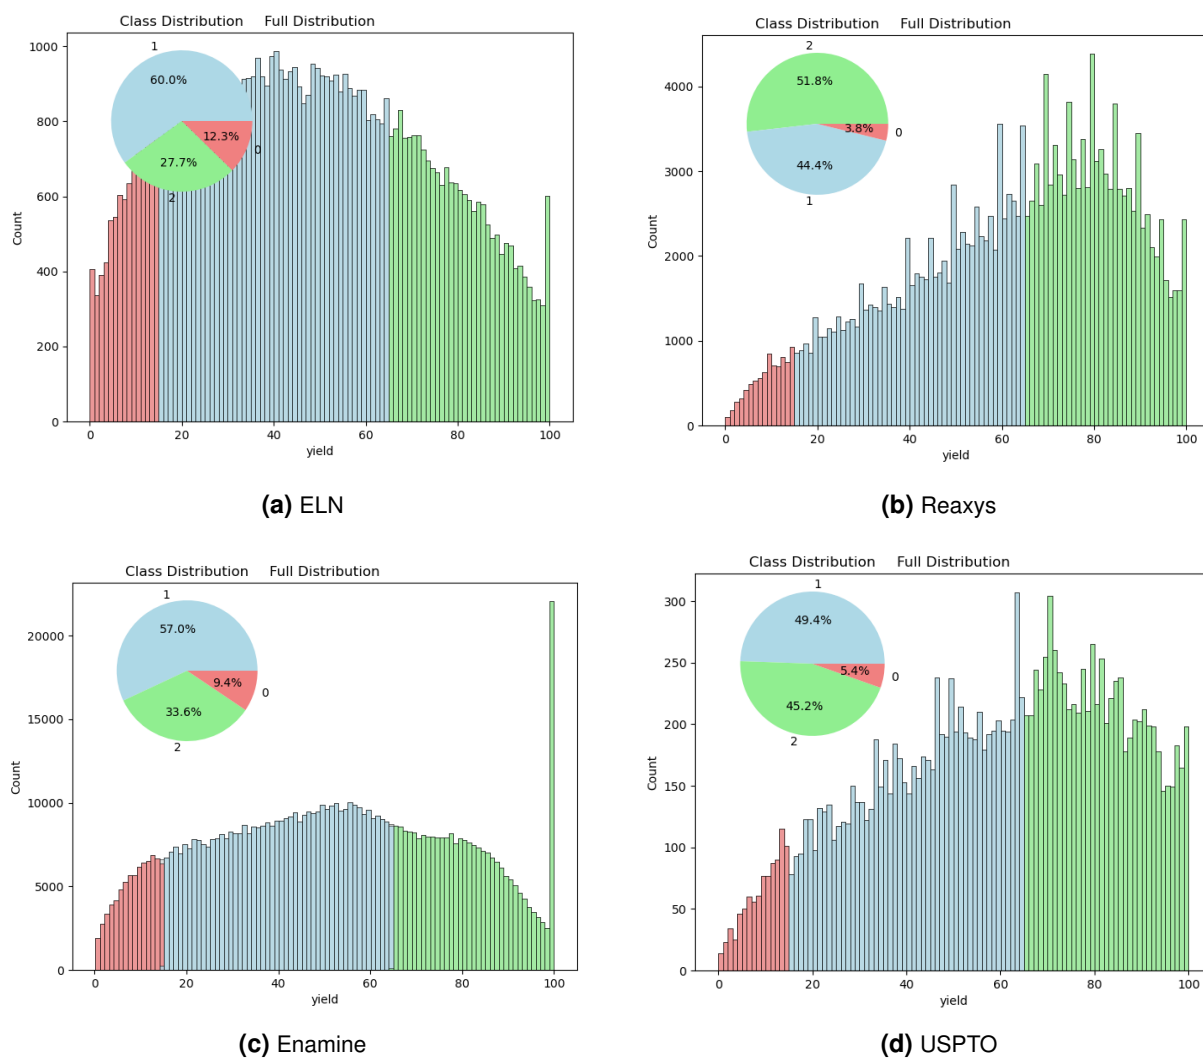 Class Distribution Full Distribution
1
60.0%
12.3%
0
27.7%
2
1000
800
600
400
200
0
Count
0 20 40 60 80 100
yield
(a) ELN
Class Distribution Full Distribution
2
51.8%
3.8%
0
44.4%
1
4000
3000
2000
1000
0
Count
0 20 40 60 80 100
yield
(b) Reaxys
Class Distribution Full Distribution
1
57.0%
9.4%
0
33.6%
2
20000
15000
10000
5000
0
Count
0 20 40 60 80 100
yield
(c) Enamine
Class Distribution Full Distribution
1
49.4%
5.4%
0
45.2%
2
300
250
200
150
100
50
0
Count
0 20 40 60 80 100
yield
(d) USPTO